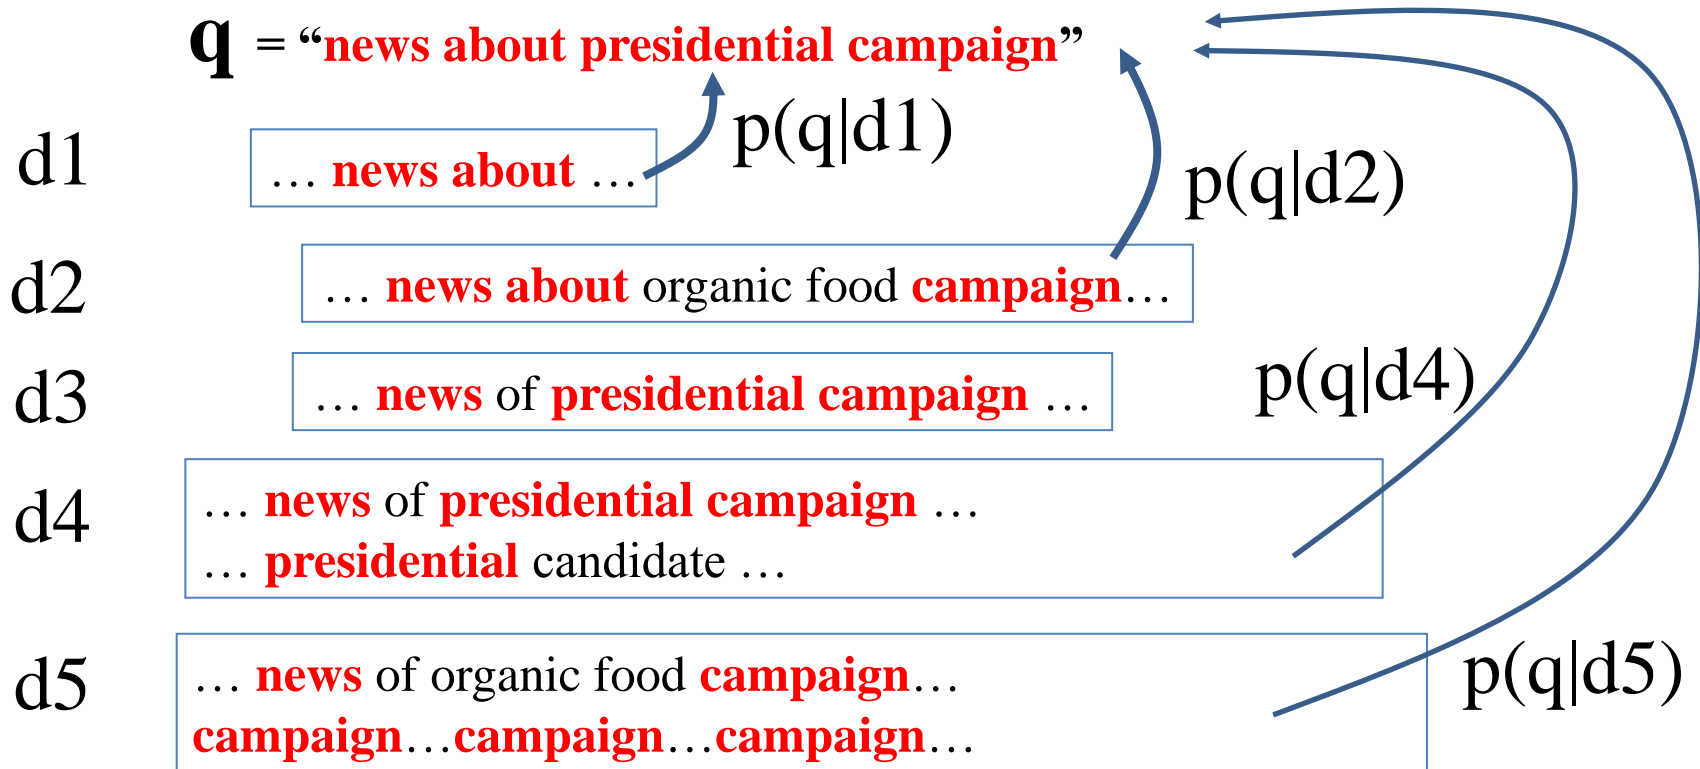 q = “news about presidential campaign”
p(q|d1)
d1 … news about …
p(q|d2)
d2 … news about organic food campaign…
d3 … news of presidential campaign …
p(q|d4)
d4 … news of presidential campaign …
… presidential candidate …
d5 … news of organic food campaign…
p(q|d5)
campaign…campaign…campaign…